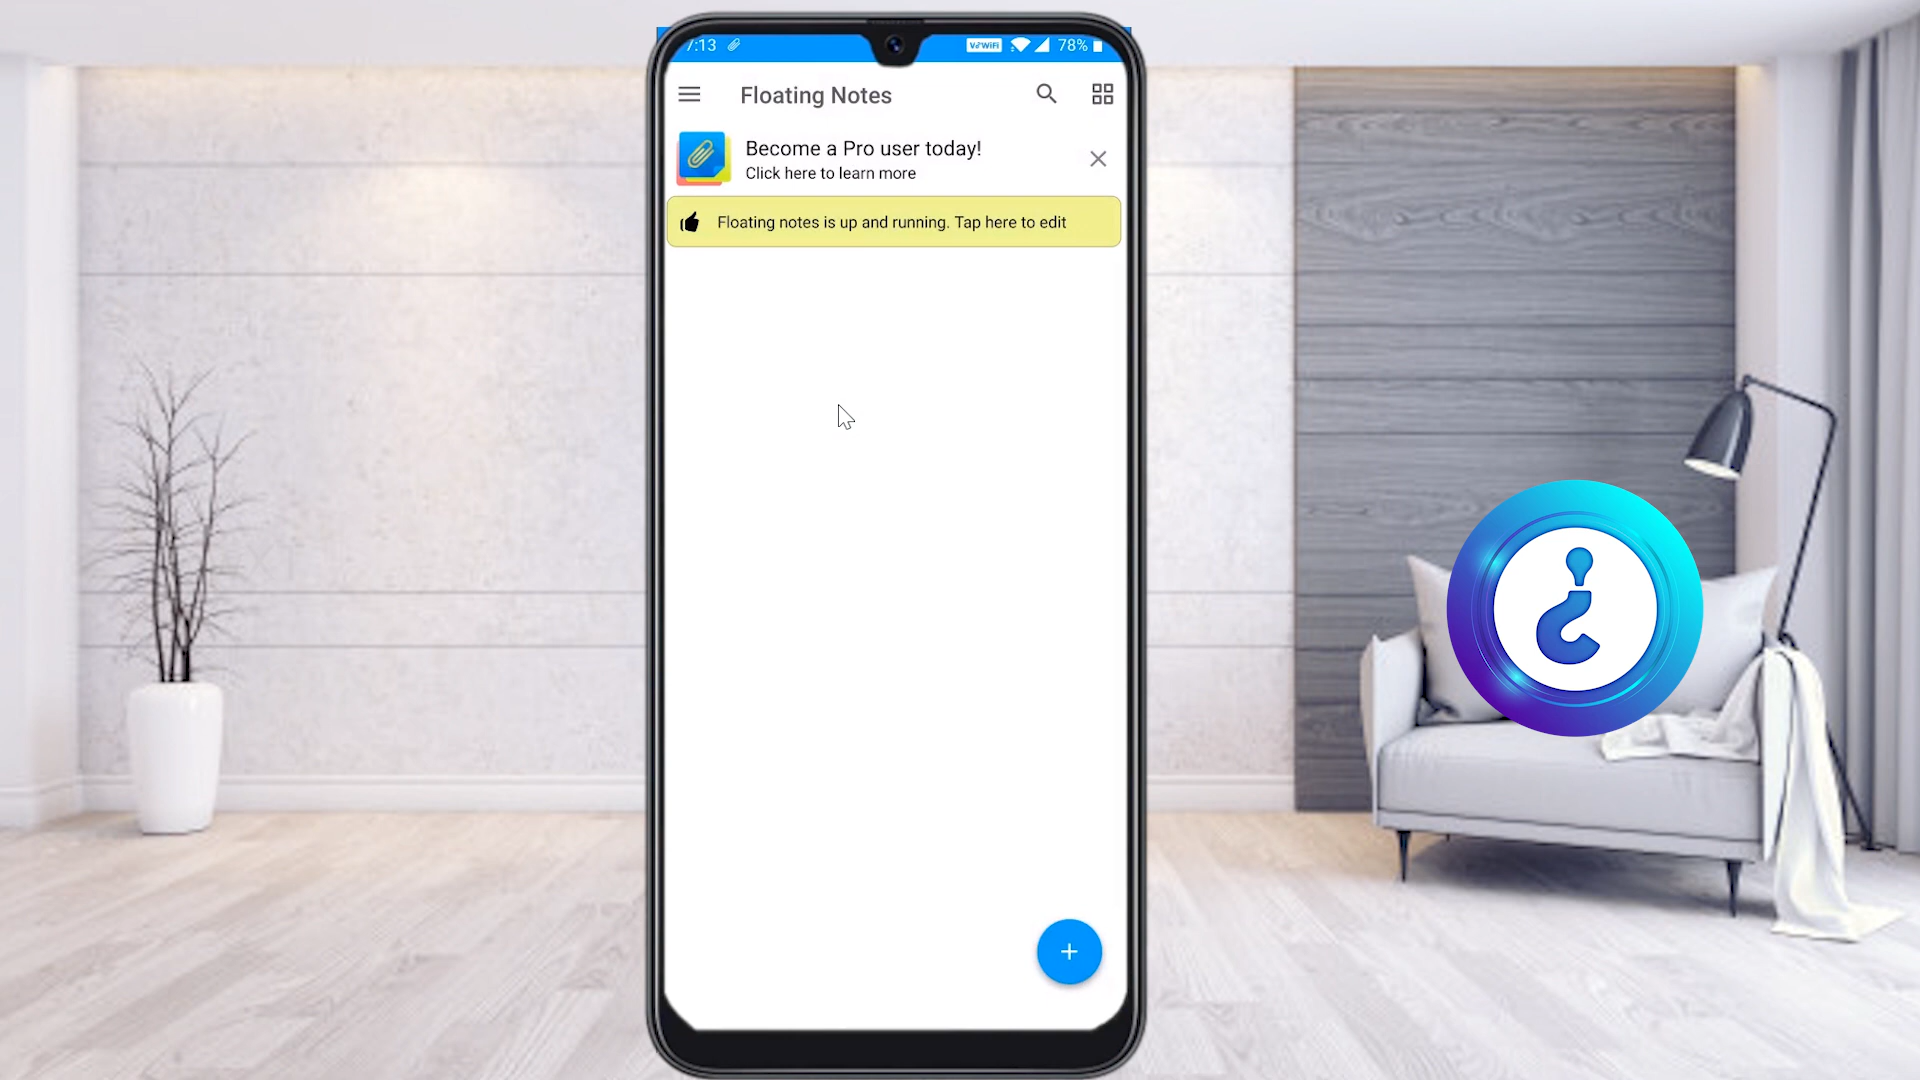 7:13
VoWiFi
78%
Floating Notes
Become a Pro user today!
Click here to learn more
Floating notes is up and running. Tap here to edit